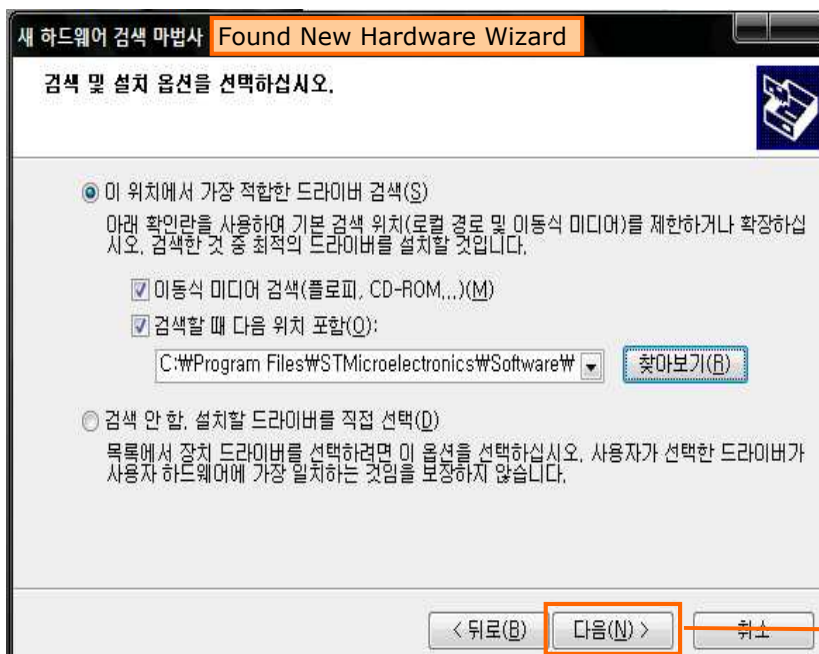 새 하드웨어 검색 마법사 Found New Hardware Wizard
검색 및 설치 옵션을 선택하십시오.
이 위치에서 가장 적합한 드라이버 검색(S)
아래 확인란을 사용하여 기본 검색 위치(로컬 경로 및 이동식 미디어)를 제한하거나 확장하십
시오. 검색한 것 중 최적의 드라이버를 설치할 것입니다.
이동식 미디어 검색(플로피, CD-ROM...)(M)
검색할 때 다음 위치 포함(O):
C:₩Program Files₩STMicroelectronics₩Software₩ 찾아보기(R)
검색 안 함. 설치할 드라이버를 직접 선택(D)
목록에서 장치 드라이버를 선택하려면 이 옵션을 선택하십시오. 사용자가 선택한 드라이버가
사용자 하드웨어에 가장 일치하는 것임을 보장하지 않습니다.
< 뒤로(B) 다음(N) > 취소